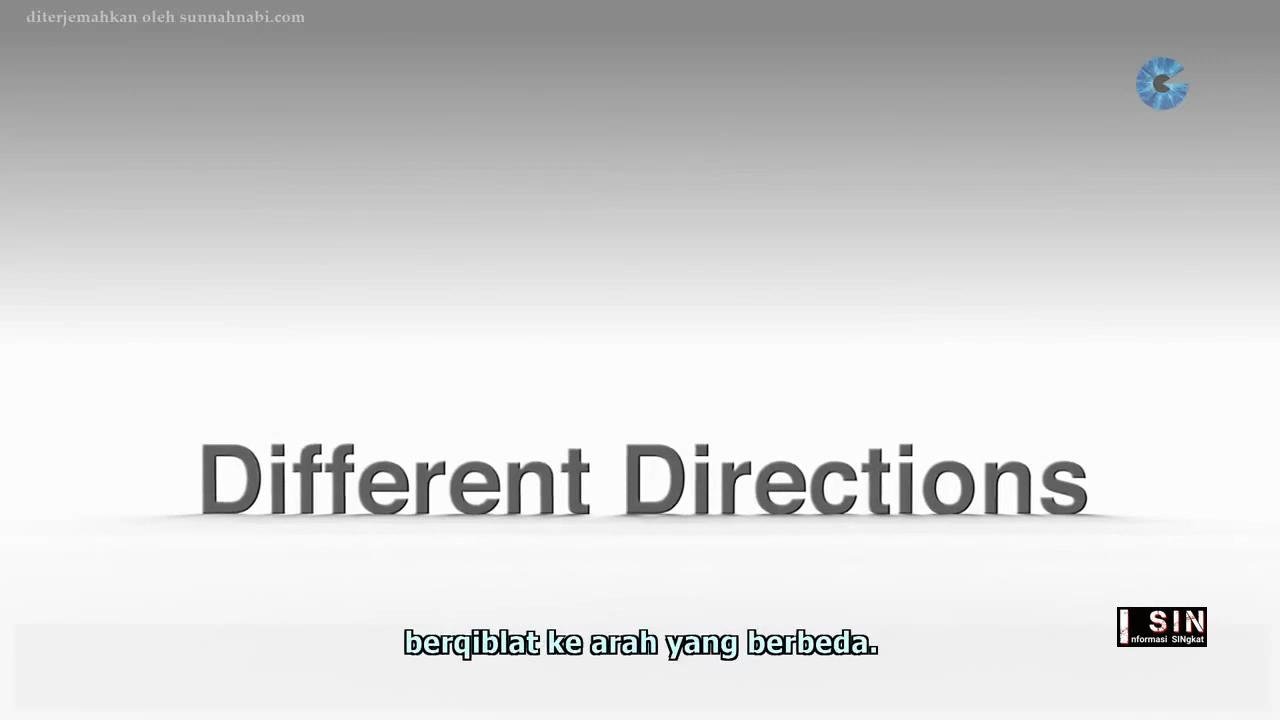 diterjemahkan oleh sunnahnabi.com
Different Directions
I SIN
nformasi SINgkat
berqiblat ke arah yang berbeda.